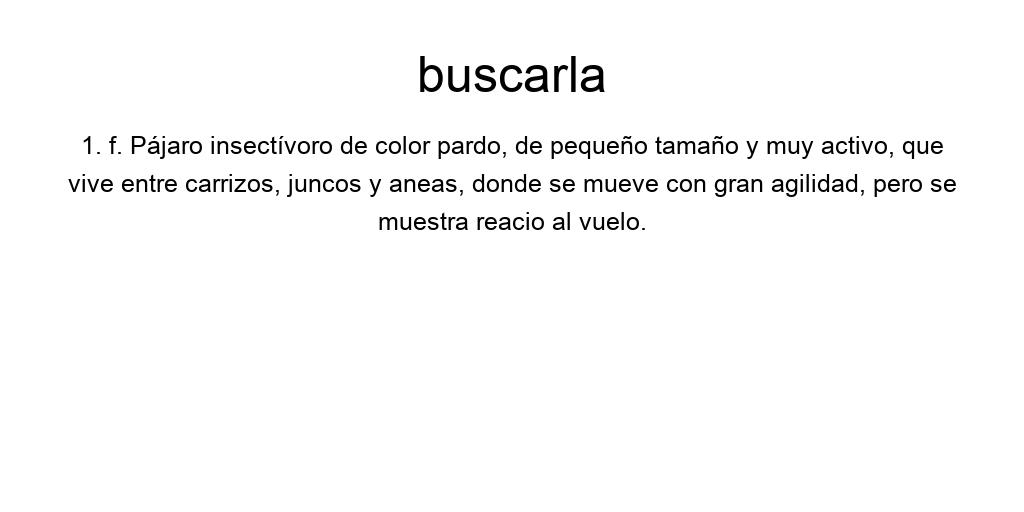 buscarla
1. f. Pájaro insectívoro de color pardo, de pequeño tamaño y muy activo, que
vive entre carrizos, juncos y aneas, donde se mueve con gran agilidad, pero se
muestra reacio al vuelo.